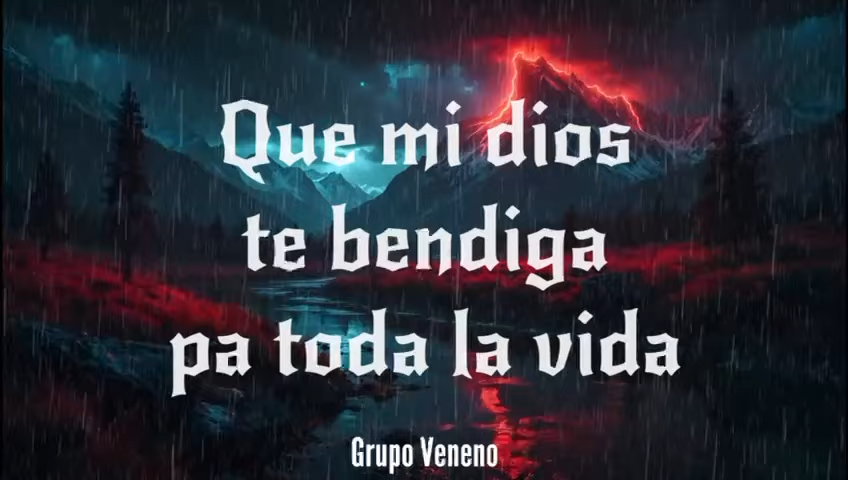 Que mi dios
te bendiga
pa toda la vida
Grupo Veneno